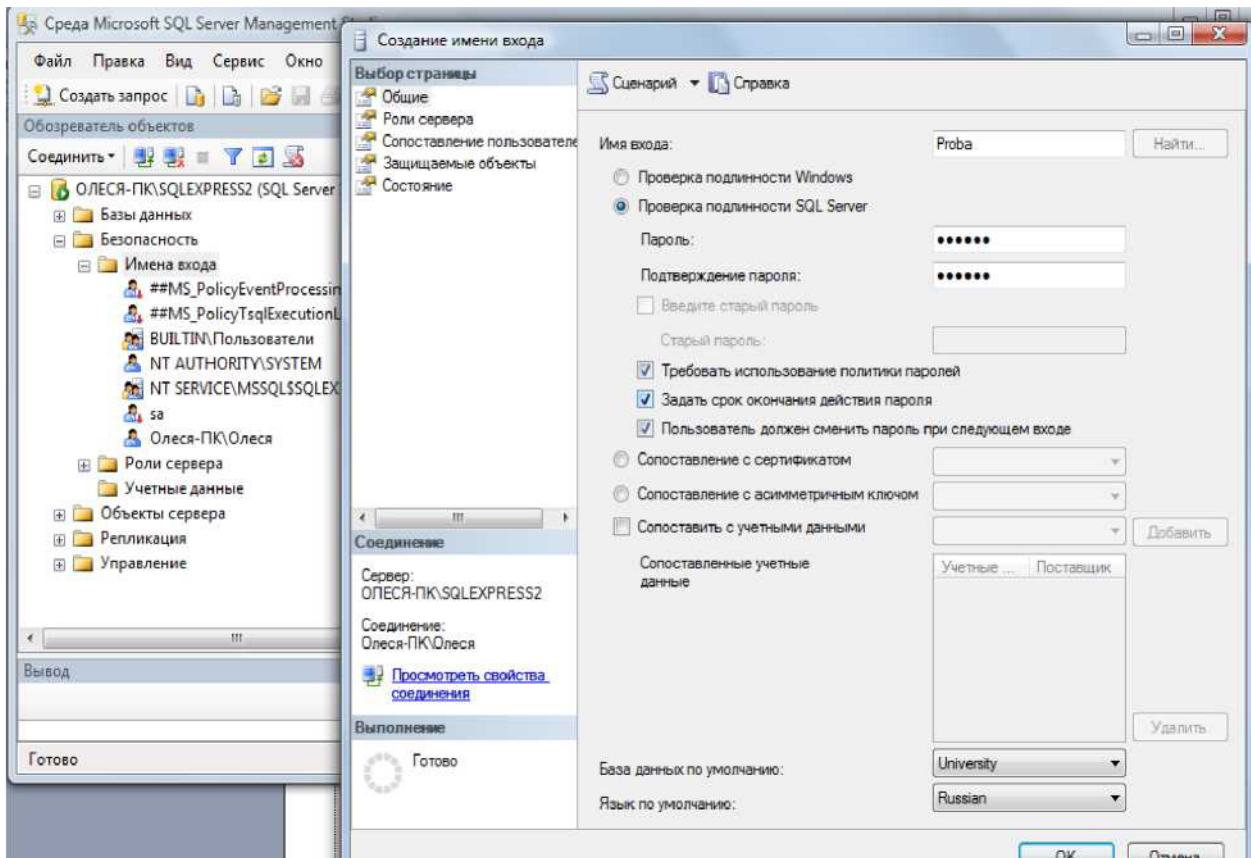 Среда Microsoft SQL Server Management
Файл Правка Вид Сервис Окно
Создать запрос
Обозреватель объектов
Соединить
ОЛЕСЯ-ПК\SQLEXPRESS2 (SQL Server
Базы данных
Безопасность
Имена входа
##MS_PolicyEventProcessin
##MS_PolicyTsqlExecutionL
BUILTIN\Пользователи
NT AUTHORITY\SYSTEM
NT SERVICE\MSSQL$SQLEX
sa
Олеся-ПК\Олеся
Роли сервера
Учетные данные
Объекты сервера
Репликация
Управление
Вывод
Готово
Создание имени входа
Выбор страницы
Общие
Роли сервера
Сопоставление пользователе
Защищаемые объекты
Состояние
Соединение
Сервер:
ОЛЕСЯ-ПК\SQLEXPRESS2
Соединение:
Олеся-ПК\Олеся
Просмотреть свойства
соединения
Выполнение
Готово
Сценарий Справка
Имя входа: Proba Найти...
Проверка подлинности Windows
Проверка подлинности SQL Server
Пароль: ●●●●●●
Подтверждение пароля: ●●●●●●
Введите старый пароль
Старый пароль:
Требовать использование политики паролей
Задать срок окончания действия пароля
Пользователь должен сменить пароль при следующем входе
Сопоставление с сертификатом
Сопоставление с асимметричным ключом
Сопоставить с учетными данными Добавить
Сопоставленные учетные
данные
Учетные ... Поставщик
Удалить
База данных по умолчанию: University
Язык по умолчанию: Russian
OK Отмена